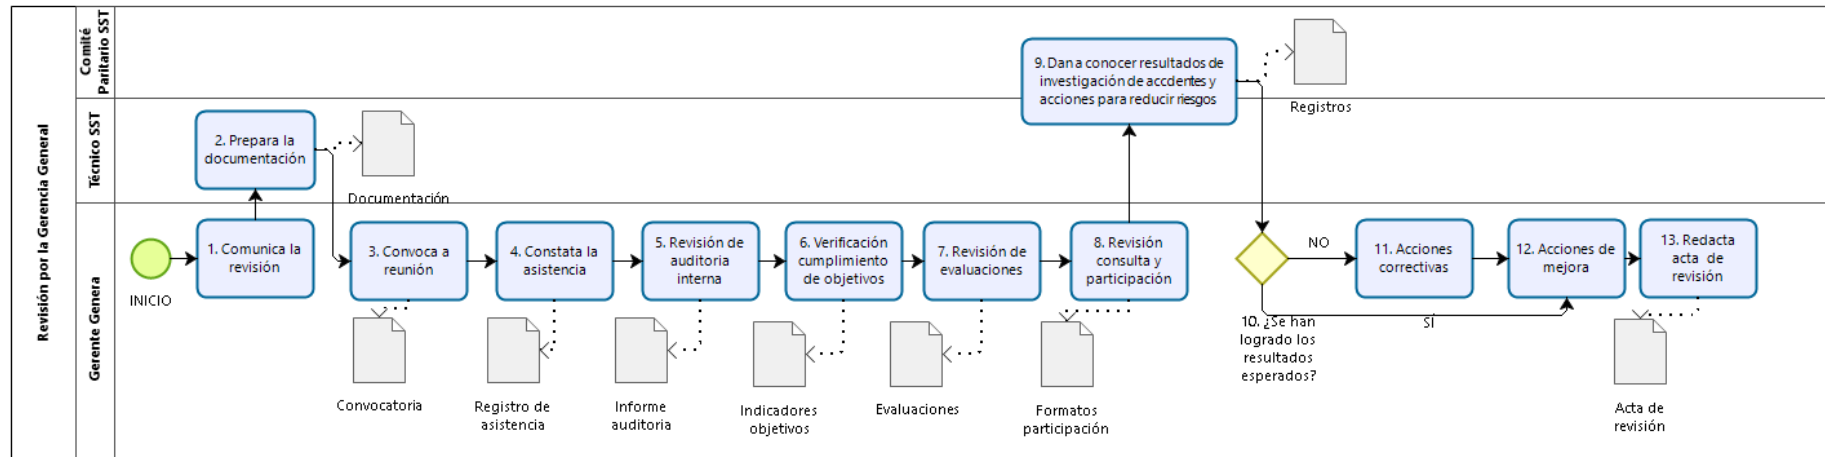 Revisión por la Gerencia General
Comité
Paritario SST
Técnico SST
Gerente Genera
INICIO
1. Comunica la
revisión
2. Prepara la
documentación
Documentación
3. Convoca a
reunión
Convocatoria
4. Constata la
asistencia
Registro de
asistencia
5. Revisión de
auditoria
interna
Informe
auditoria
6. Verificación
cumplimiento
de objetivos
Indicadores
objetivos
7. Revisión de
evaluaciones
Evaluaciones
8. Revisión
consulta y
participación
Formatos
participación
9. Dan a conocer resultados de
investigación de accdentes y
acciones para reducir riesgos
Registros
10. ¿Se han
logrado los
resultados
esperados?
NO
SÍ
11. Acciones
correctivas
12. Acciones de
mejora
13. Redacta
acta de
revisión
Acta de
revisión